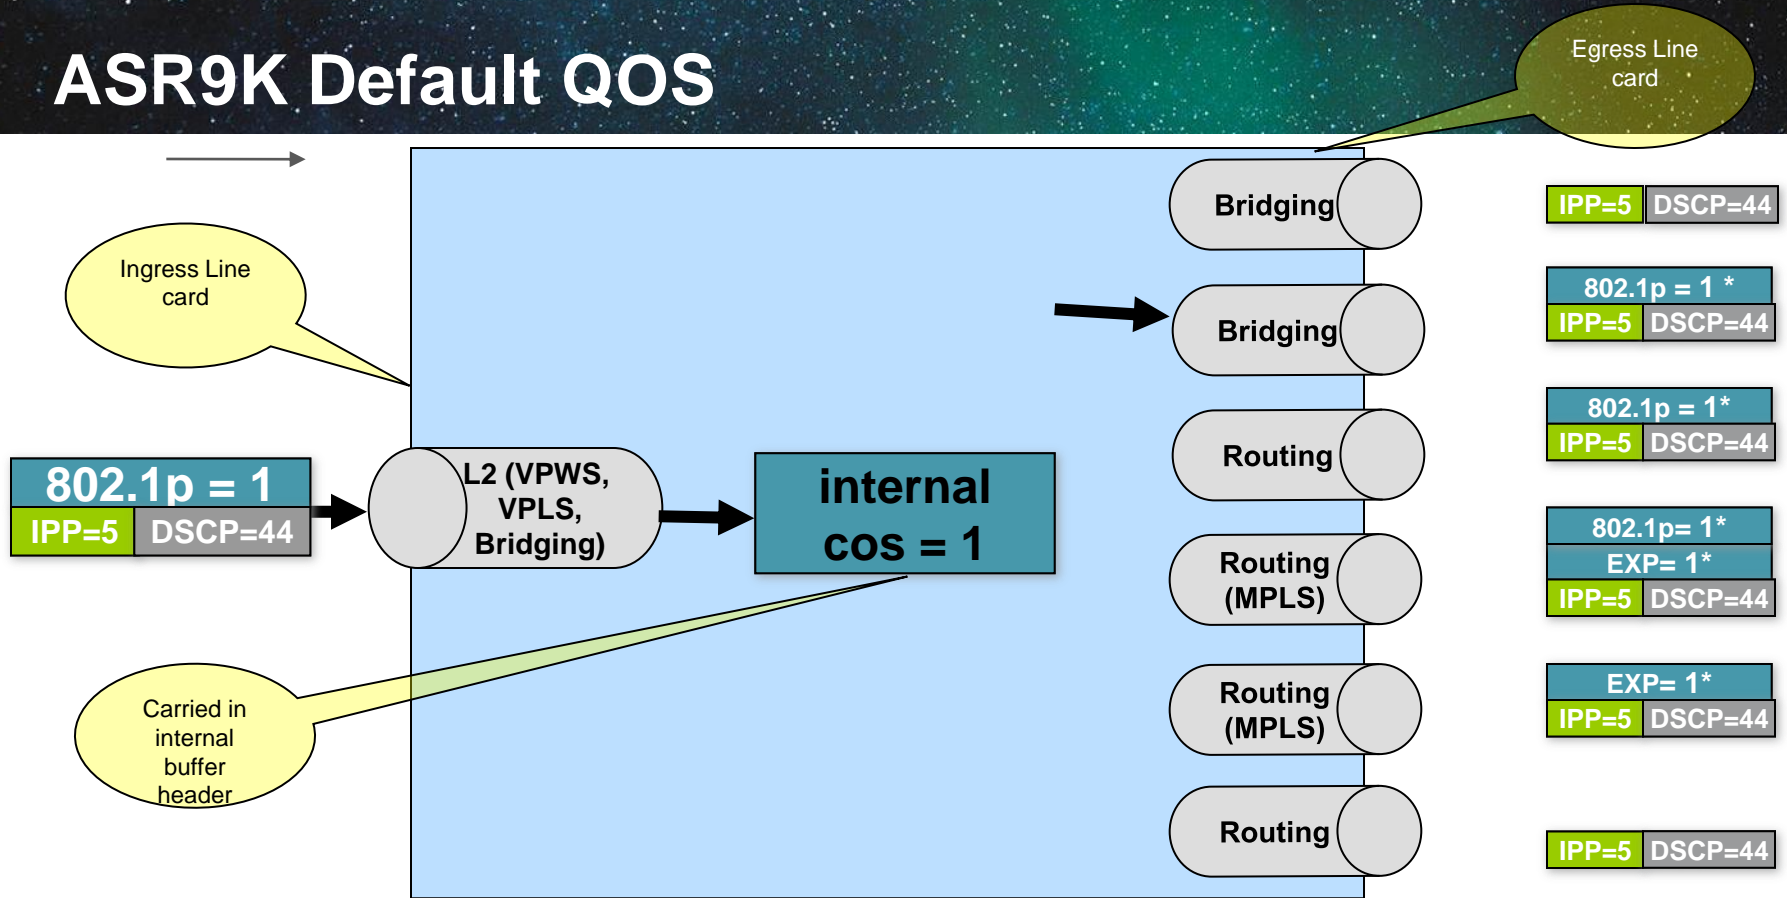 ASR9K Default QOS
Egress Line
card
Ingress Line
card
802.1p = 1
IPP=5 DSCP=44
L2 (VPWS,
VPLS,
Bridging)
internal
cos = 1
Carried in
internal
buffer
header
Bridging
IPP=5 DSCP=44
Bridging
802.1p = 1 *
IPP=5 DSCP=44
Routing
802.1p = 1*
IPP=5 DSCP=44
Routing
(MPLS)
802.1p= 1*
EXP= 1*
IPP=5 DSCP=44
Routing
(MPLS)
EXP= 1*
IPP=5 DSCP=44
Routing
IPP=5 DSCP=44